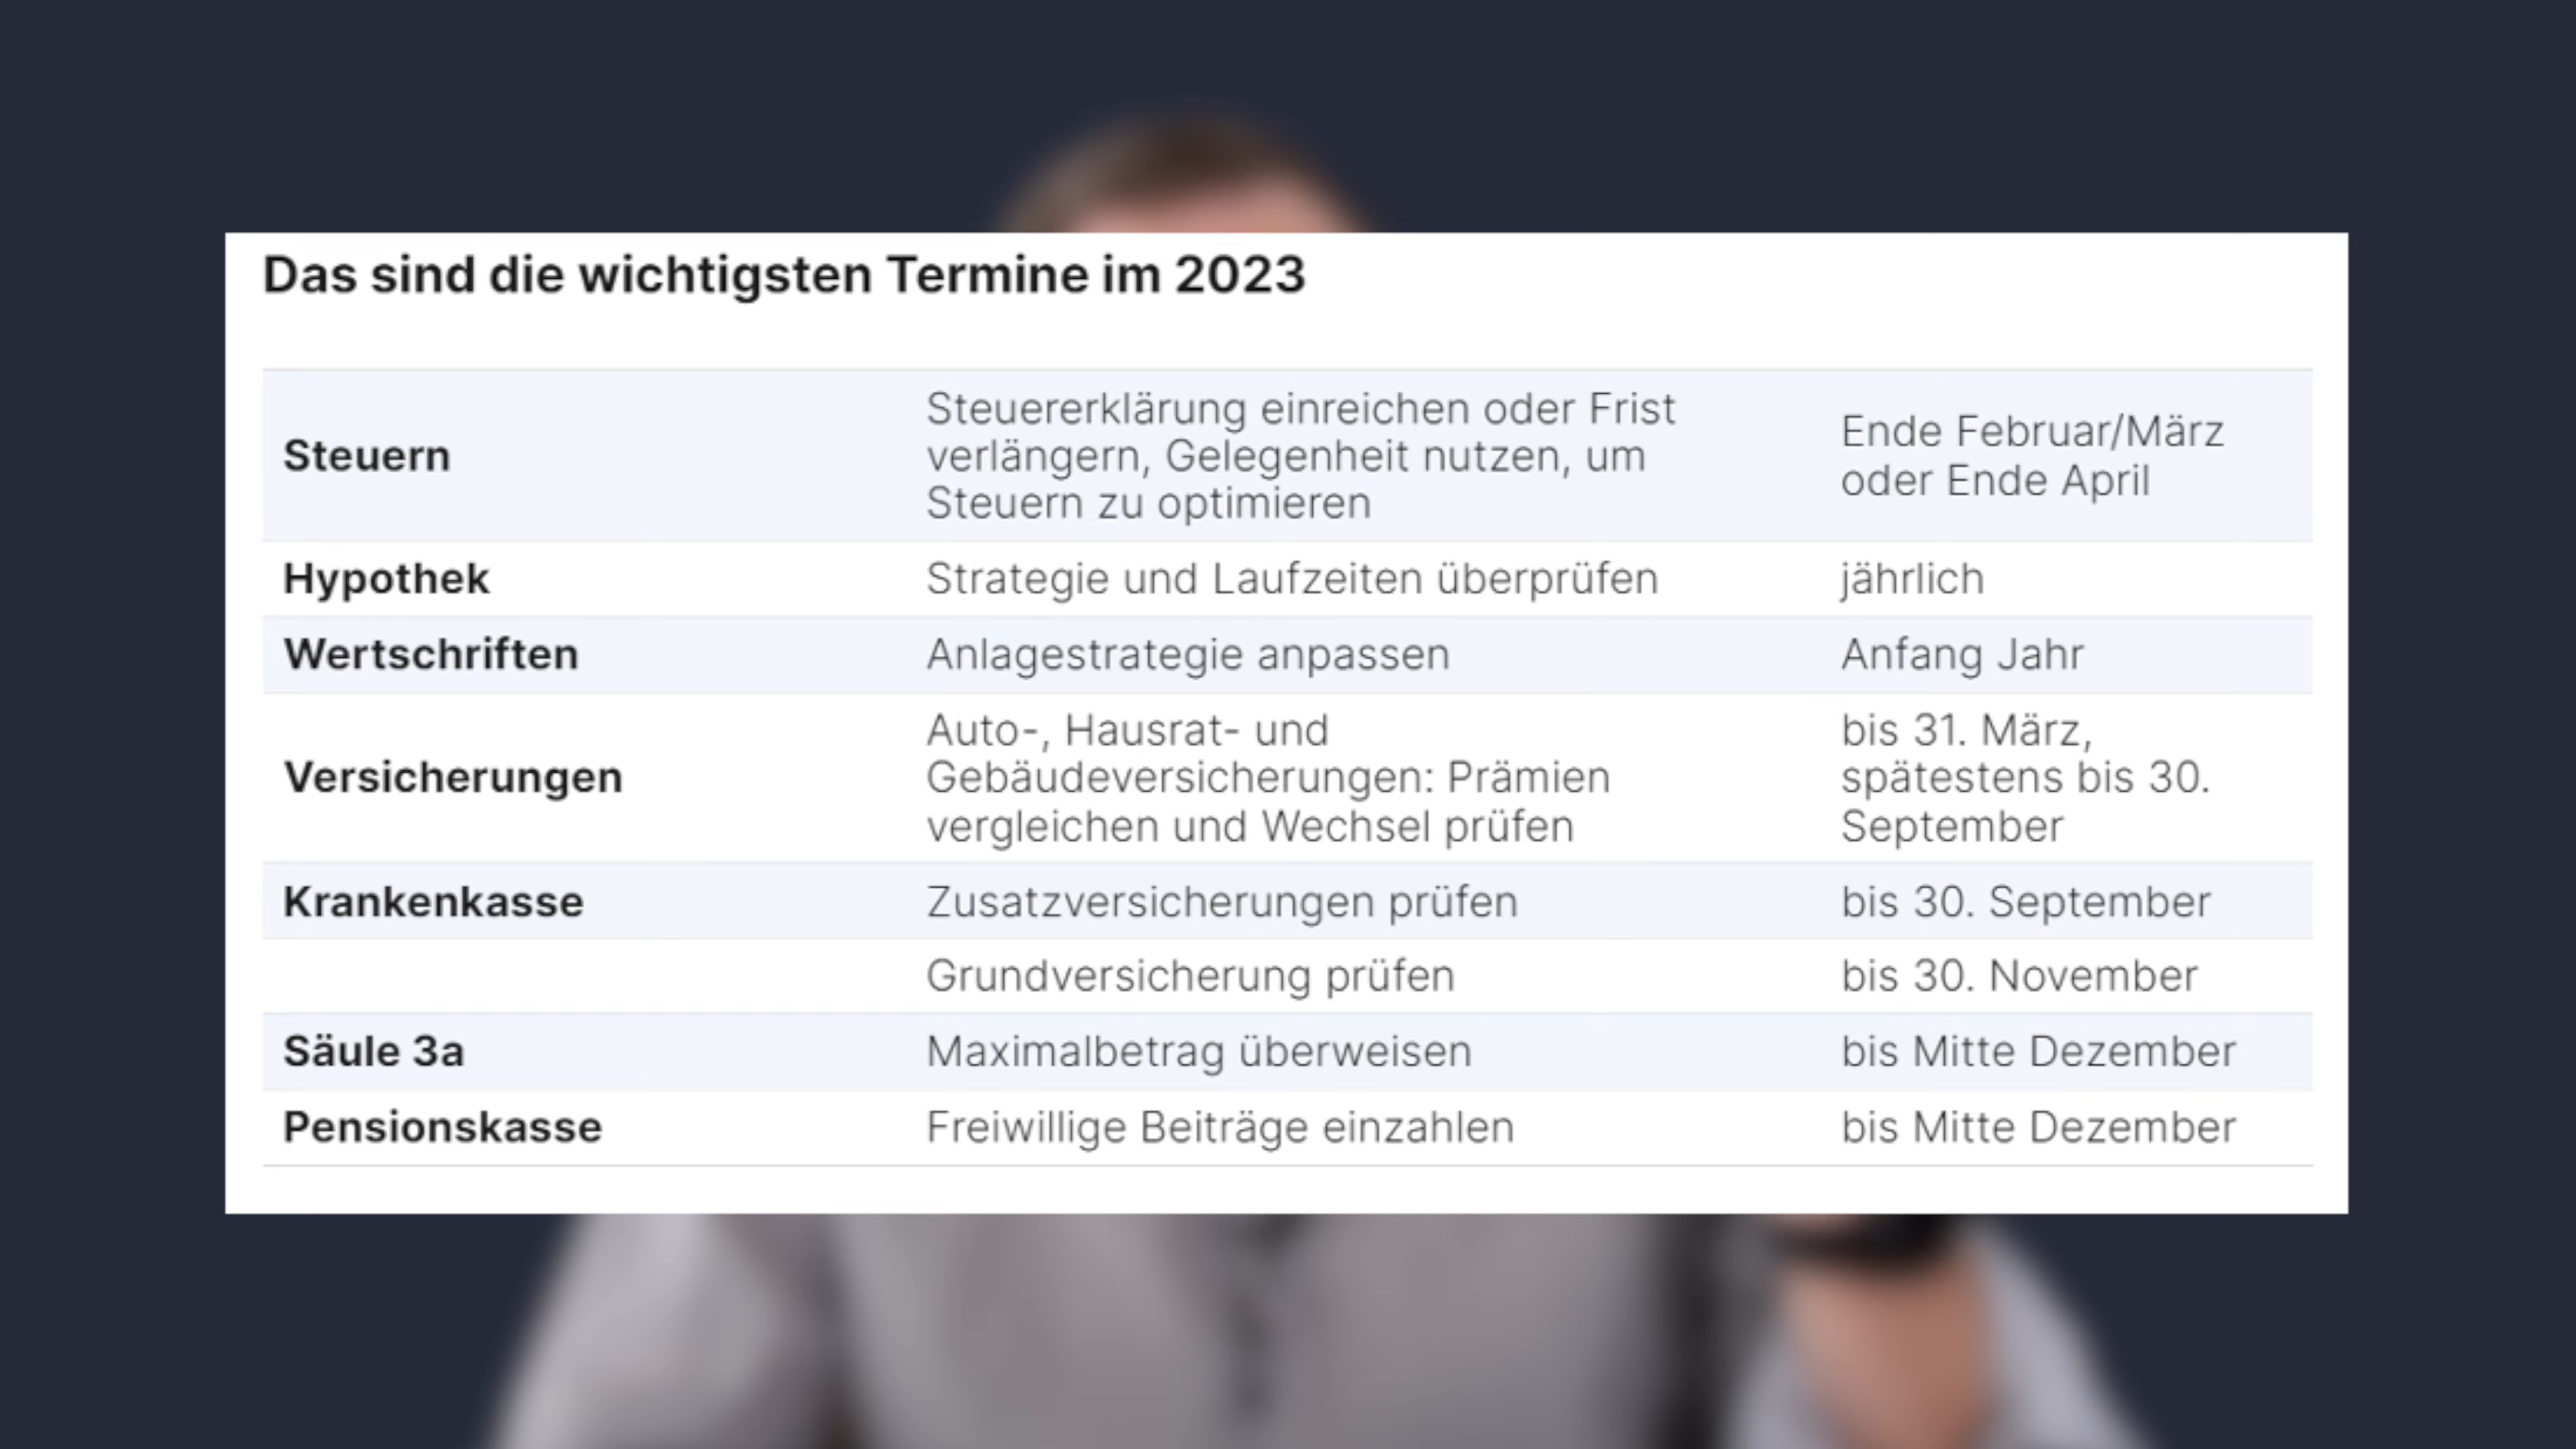 Das sind die wichtigsten Termine im 2023
Steuern
Steuererklärung einreichen oder Frist
verlängern, Gelegenheit nutzen, um
Steuern zu optimieren
Ende Februar/März
oder Ende April
Hypothek
Strategie und Laufzeiten überprüfen
jährlich
Wertschriften
Anlagestrategie anpassen
Anfang Jahr
Versicherungen
Auto-, Hausrat- und
Gebäudeversicherungen: Prämien
vergleichen und Wechsel prüfen
bis 31. März,
spätestens bis 30.
September
Krankenkasse
Zusatzversicherungen prüfen
bis 30. September
Grundversicherung prüfen
bis 30. November
Säule 3a
Maximalbetrag überweisen
bis Mitte Dezember
Pensionskasse
Freiwillige Beiträge einzahlen
bis Mitte Dezember